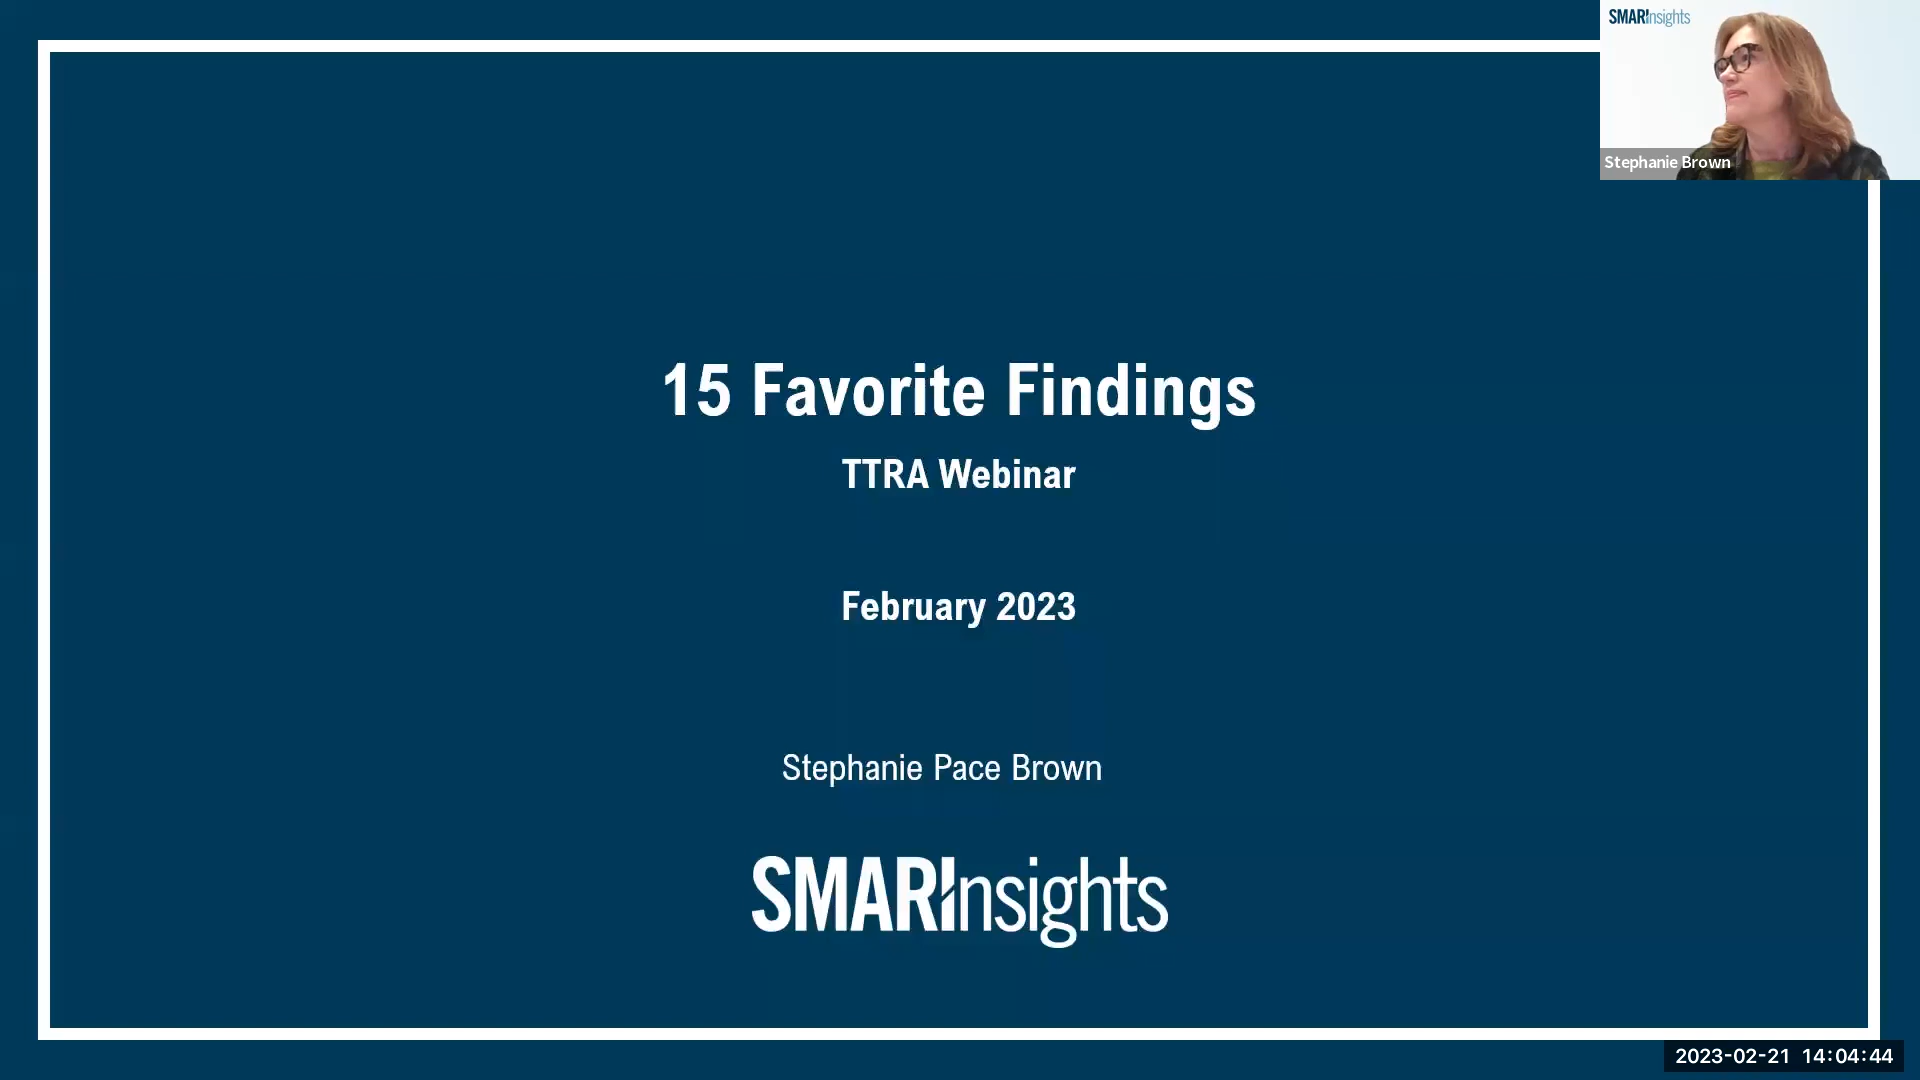 SMARInsights
Stephanie Brown
15 Favorite Findings
TTRA Webinar
February 2023
Stephanie Pace Brown
SMARInsights
2023-02-21 14:04:44